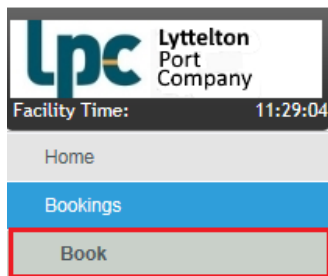 lpc Lyttelton
Port
Company
Facility Time: 11:29:04
Home
Bookings
Book